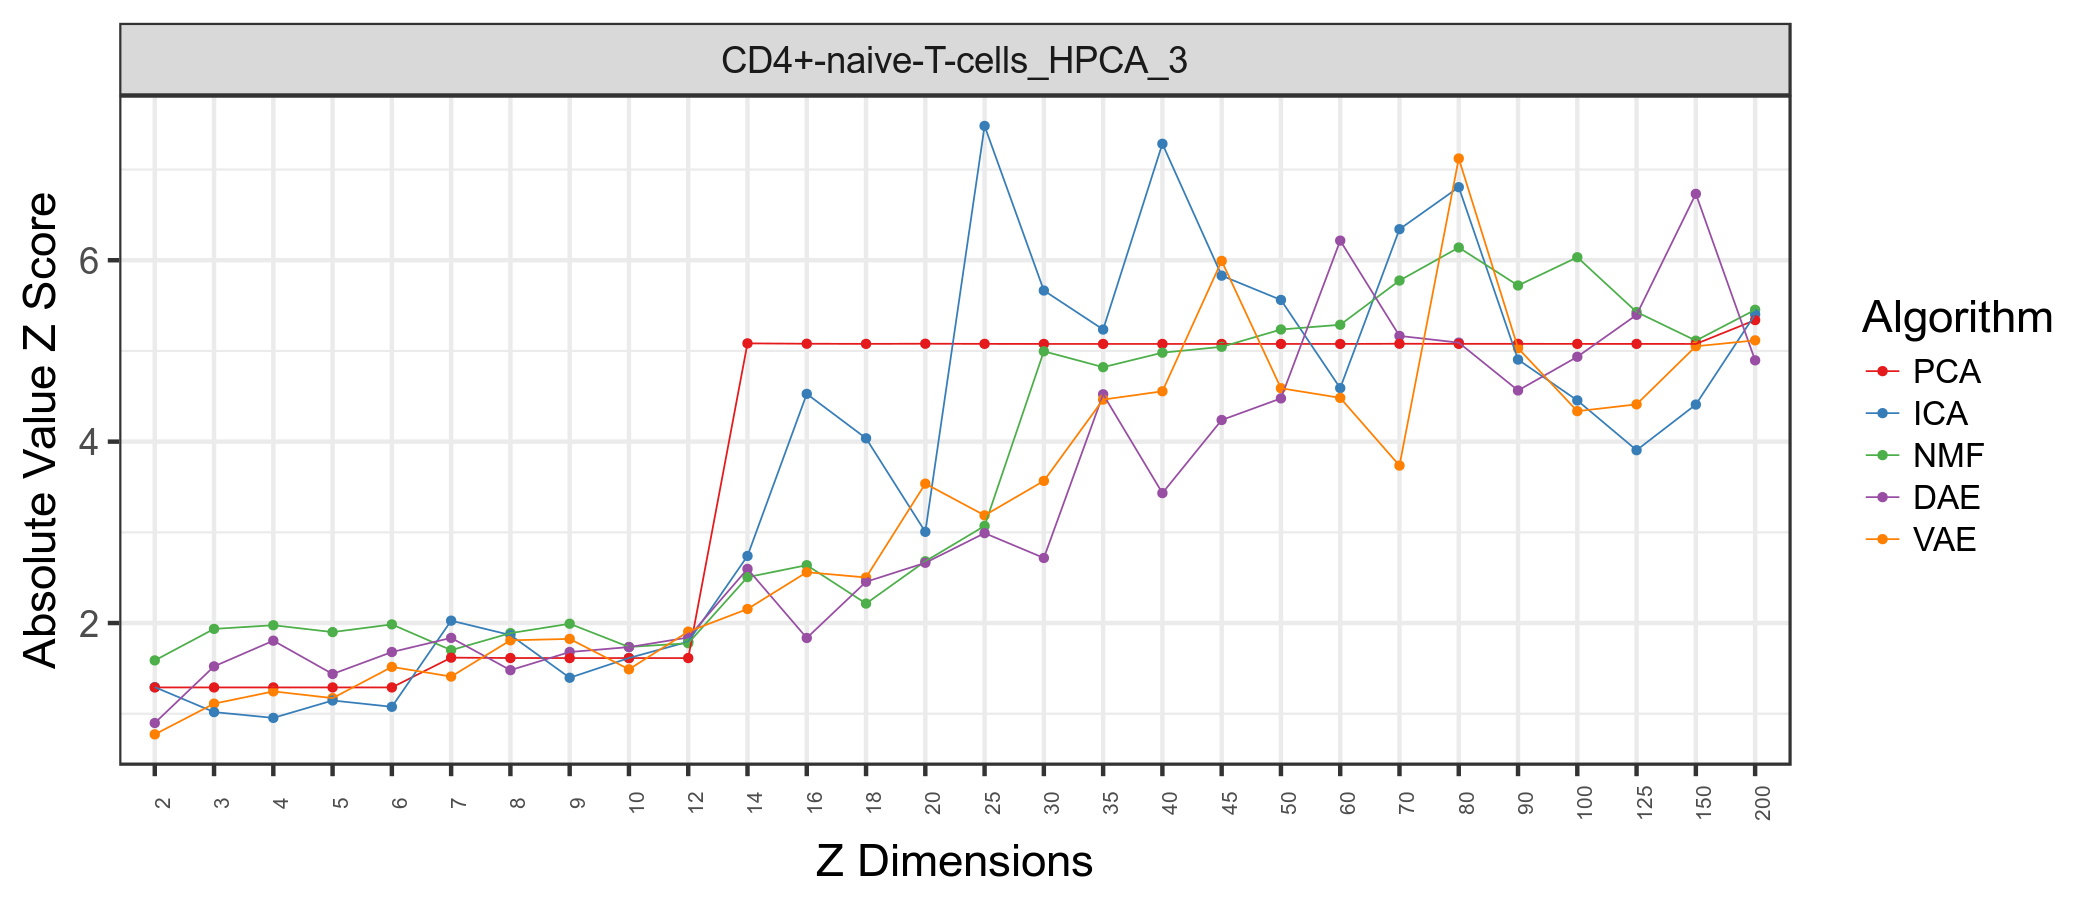 CD4+-naive-T-cells_HPCA_3
Absolute Value Z Score
6
4
2
2 3 4 5 6 7 8 9 10 12 14 16 18 20 25 30 35 40 45 50 60 70 80 90 100 125 150 200
Z Dimensions
Algorithm
PCA
ICA
NMF
DAE
VAE